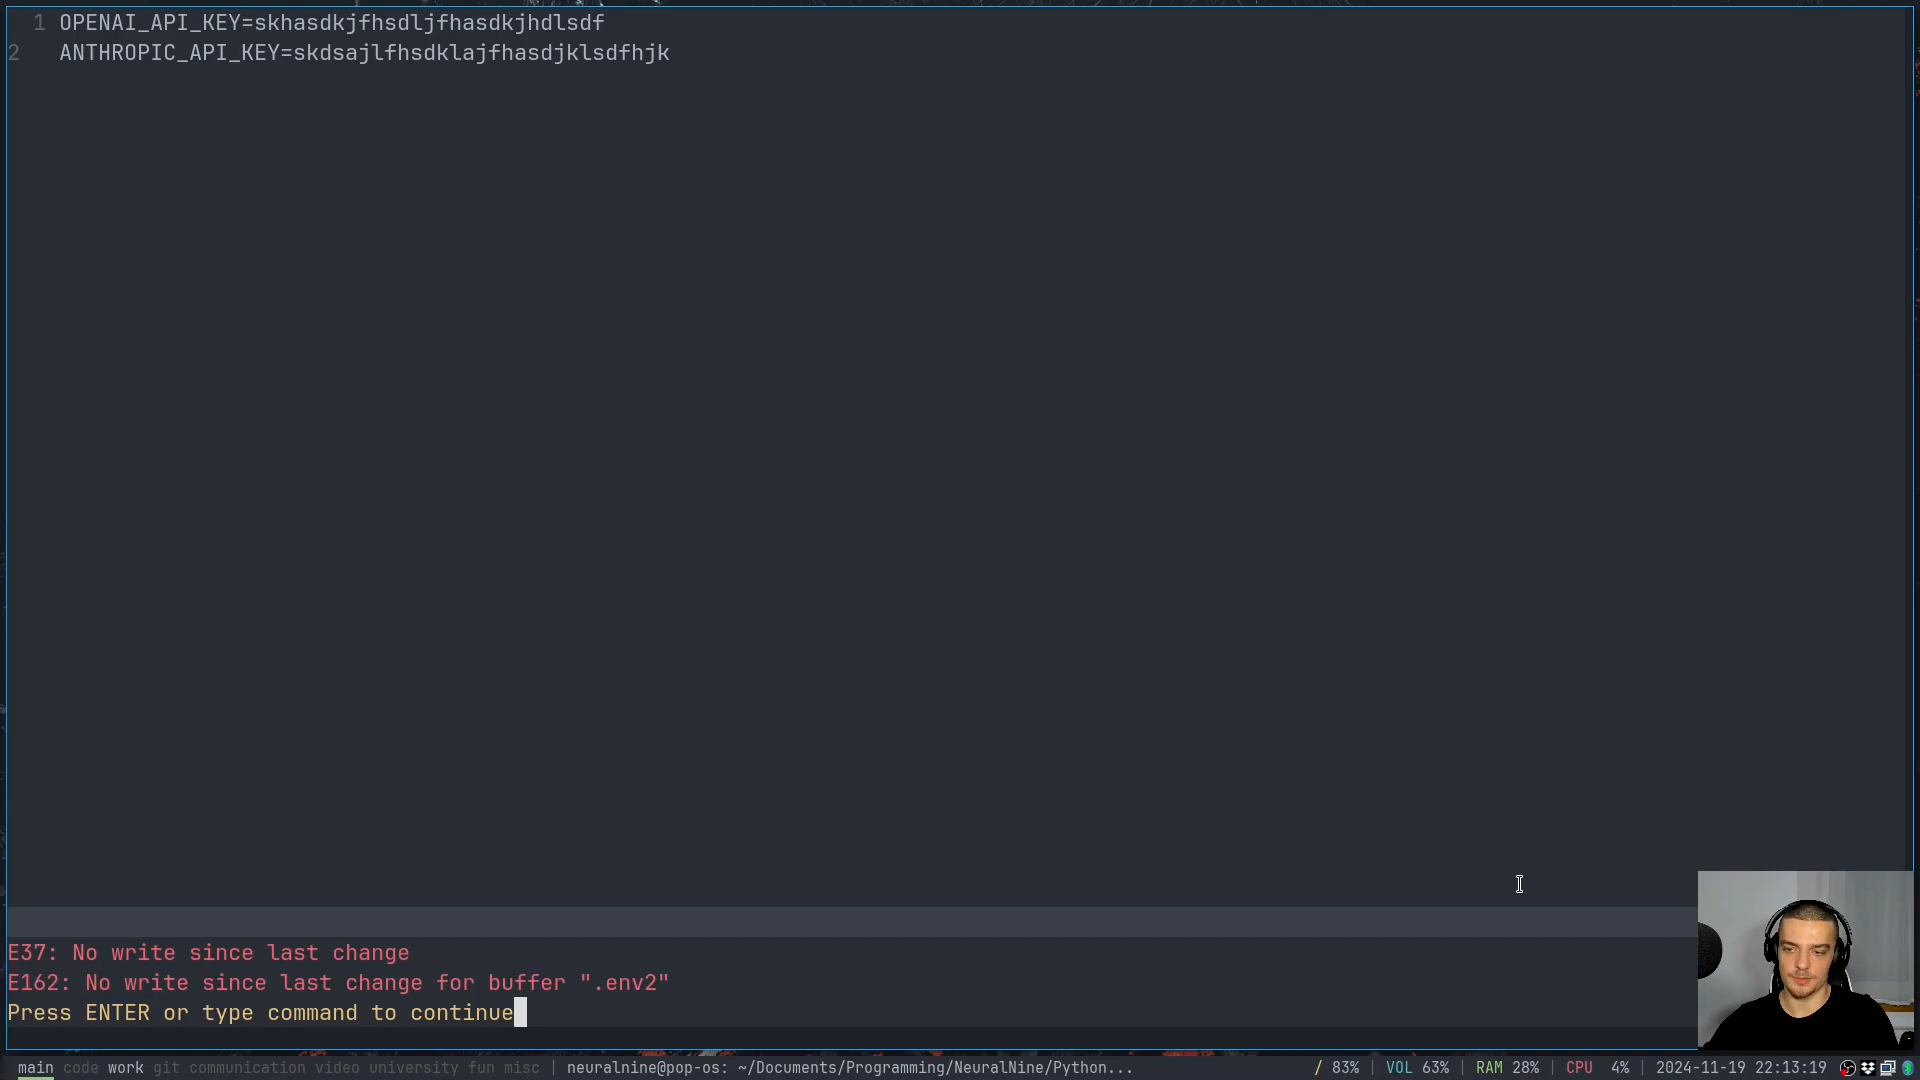 1 OPENAI_API_KEY=skhasdkjfhsdljfhasdkjhdlsdf
2 ANTHROPIC_API_KEY=skdsajlfhsdklajfhasdjklsdfhjk
E37: No write since last change
E162: No write since last change for buffer ".env2"
Press ENTER or type command to continue
main code work git communication video university fun misc | neuralnine@pop-os: ~/Documents/Programming/NeuralNine/Python... / 83% | VOL 63% | RAM 28% | CPU 4% | 2024-11-19 22:13:19